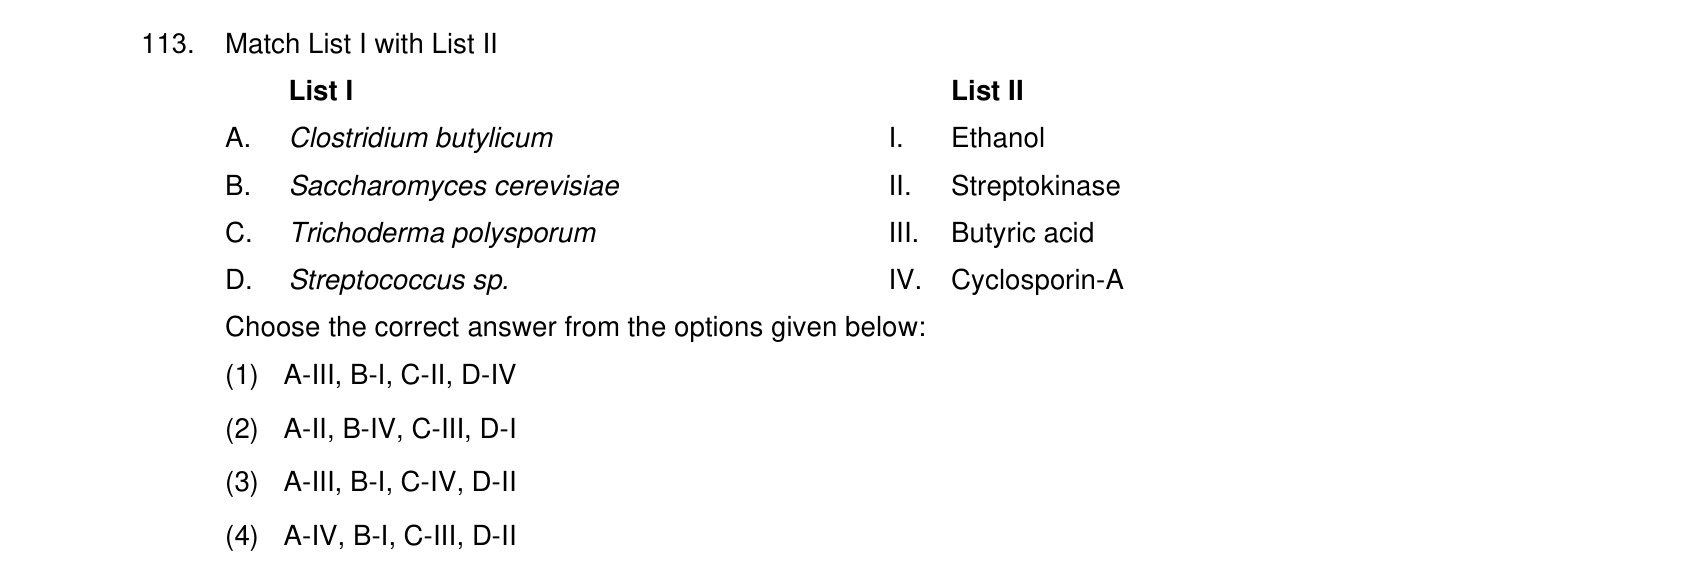 113. Match List I with List II
List I List II
A. Clostridium butylicum I. Ethanol
B. Saccharomyces cerevisiae II. Streptokinase
C. Trichoderma polysporum III. Butyric acid
D. Streptococcus sp. IV. Cyclosporin-A
Choose the correct answer from the options given below:
(1) A-III, B-I, C-II, D-IV
(2) A-II, B-IV, C-III, D-I
(3) A-III, B-I, C-IV, D-II
(4) A-IV, B-I, C-III, D-II